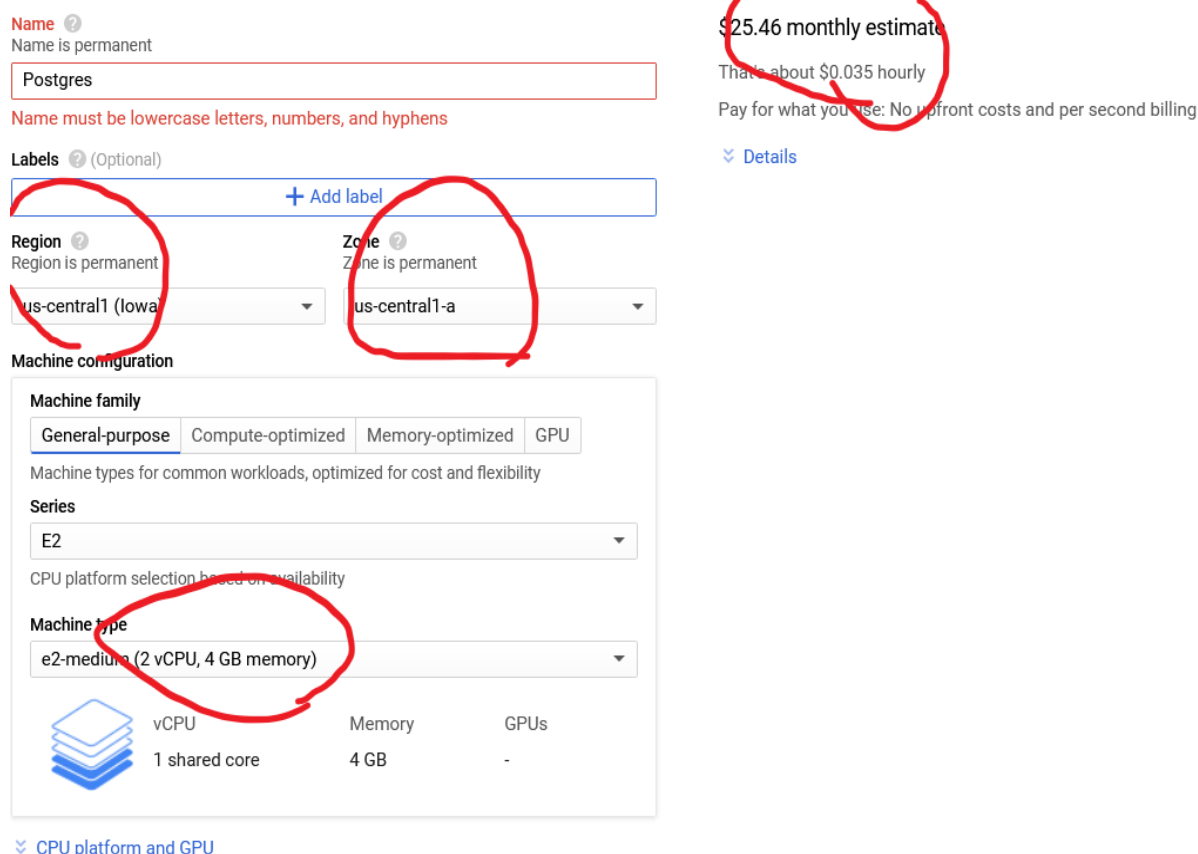 Name
Name is permanent
Postgres
Name must be lowercase letters, numbers, and hyphens
Labels (Optional)
+ Add label
Region
Region is permanent
us-central1 (Iowa)
Zone
Zone is permanent
us-central1-a
Machine configuration
Machine family
General-purpose Compute-optimized Memory-optimized GPU
Machine types for common workloads, optimized for cost and flexibility
Series
E2
CPU platform selection based on availability
Machine type
e2-medium (2 vCPU, 4 GB memory)
vCPU Memory GPUs
1 shared core 4 GB -
CPU platform and GPU
$25.46 monthly estimate
That's about $0.035 hourly
Pay for what you use: No upfront costs and per second billing
Details